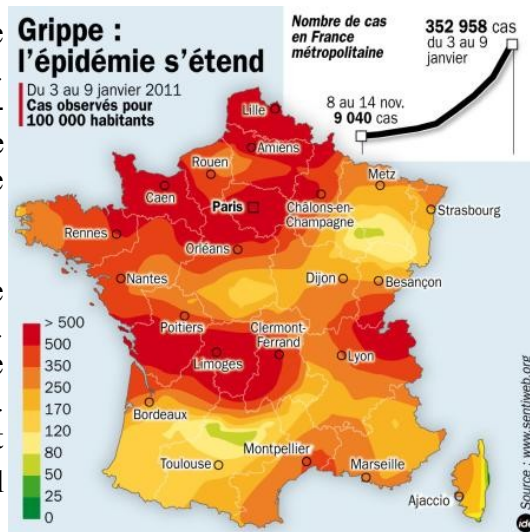 Grippe :
l'épidémie s'étend
Du 3 au 9 janvier 2011
Cas observés pour
100 000 habitants
Nombre de cas
en France
métropolitaine
352 958 cas
du 3 au 9
janvier
8 au 14 nov.
9 040 cas
Lille
Amiens
Rouen
Caen
Paris
Metz
Châlons-en-
Champagne
Strasbourg
Rennes
Orléans
Nantes
Dijon
Besançon
Poitiers
Clermont-
Ferrand
Limoges
Lyon
Bordeaux
Montpellier
Toulouse
Marseille
Ajaccio
> 500
500
350
250
170
120
80
50
25
0
Source : www.sentiweb.org